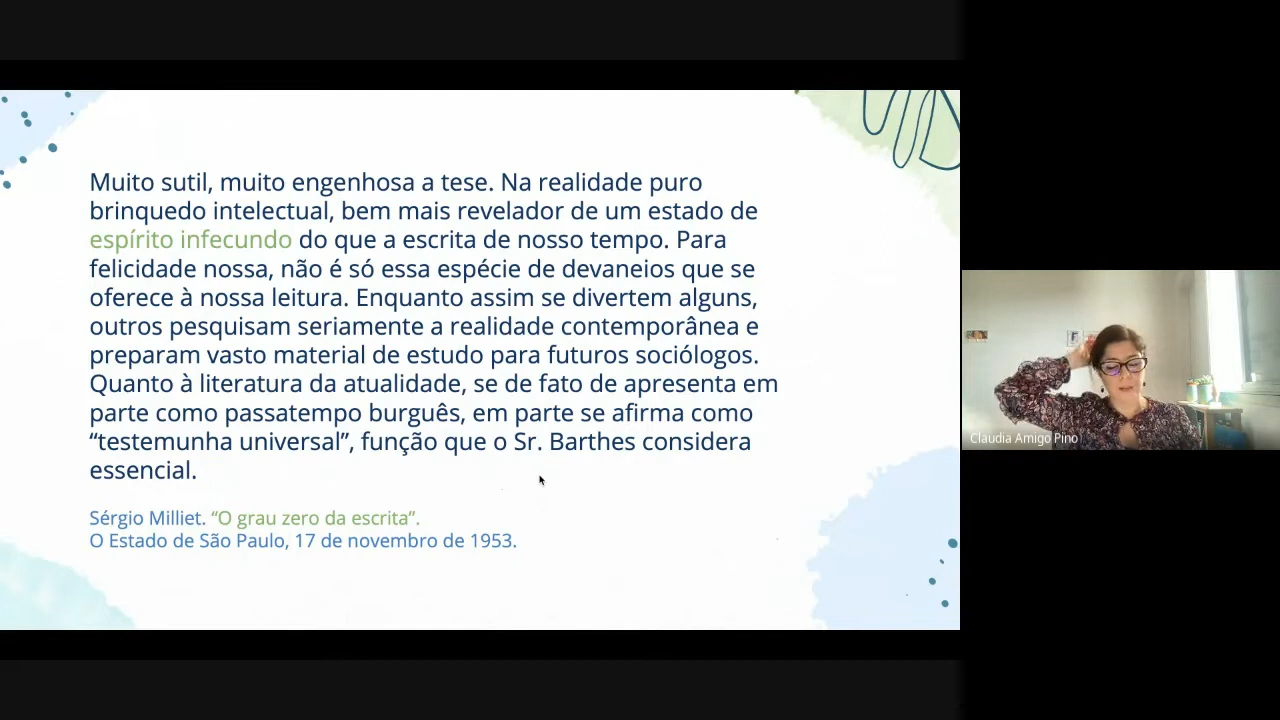 Muito sutil, muito engenhosa a tese. Na realidade puro
brinquedo intelectual, bem mais revelador de um estado de
espírito infecundo do que a escrita de nosso tempo. Para
felicidade nossa, não é só essa espécie de devaneios que se
oferece à nossa leitura. Enquanto assim se divertem alguns,
outros pesquisam seriamente a realidade contemporânea e
preparam vasto material de estudo para futuros sociólogos.
Quanto à literatura da atualidade, se de fato de apresenta em
parte como passatempo burguês, em parte se afirma como
“testemunha universal”, função que o Sr. Barthes considera
essencial.
Sérgio Milliet. “O grau zero da escrita”.
O Estado de São Paulo, 17 de novembro de 1953.
Claudia Amigo Pino